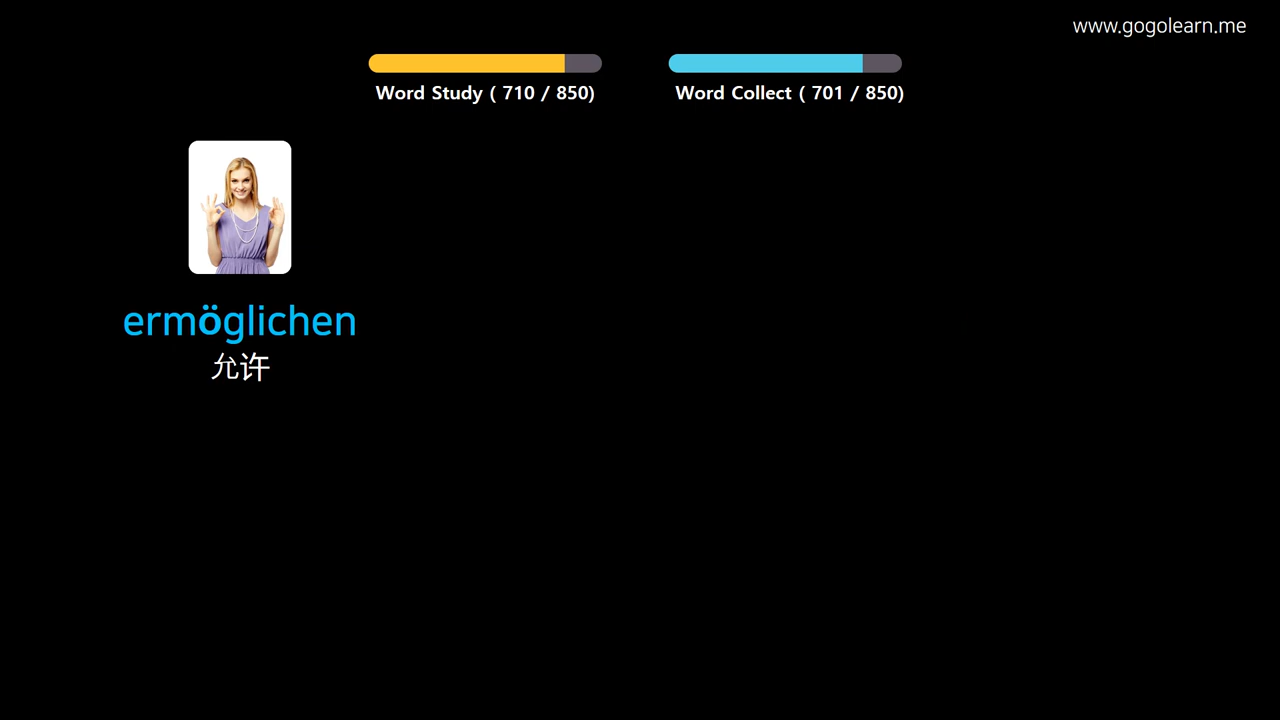 www.gogolearn.me
Word Study ( 710 / 850)
Word Collect ( 701 / 850)
ermöglichen
允许